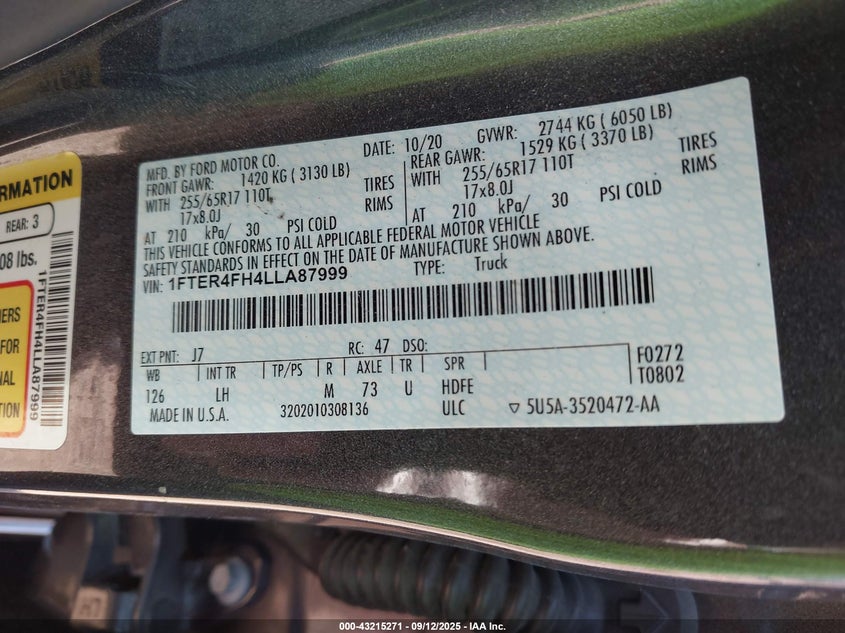 MFD. BY FORD MOTOR CO.
DATE: 10/20 GVWR: 2744 KG ( 6050 LB)
FRONT GAWR: 1420 KG ( 3130 LB)
REAR GAWR: 1529 KG ( 3370 LB)
WITH 255/65R17 110T TIRES
WITH 255/65R17 110T TIRES
17x8.0J RIMS
17x8.0J RIMS
AT 210 kPa/ 30 PSI COLD
AT 210 kPa/ 30 PSI COLD
THIS VEHICLE CONFORMS TO ALL APPLICABLE FEDERAL MOTOR VEHICLE
SAFETY STANDARDS IN EFFECT ON THE DATE OF MANUFACTURE SHOWN ABOVE.
VIN: 1FTER4FH4LLA87999 TYPE: Truck
EXT PNT: J7 RC: 47 DSO:
WB INT TR TP/PS R AXLE TR SPR
126 LH M 73 U HDFE
F0272
T0802
MADE IN U.S.A. 3202010308136 ULC ▽ 5U5A-3520472-AA
REAR: 3
08 lbs.
FOR
1FTER4FH4LLA87999
000-43215271 - 09/12/2025 - IAA Inc.